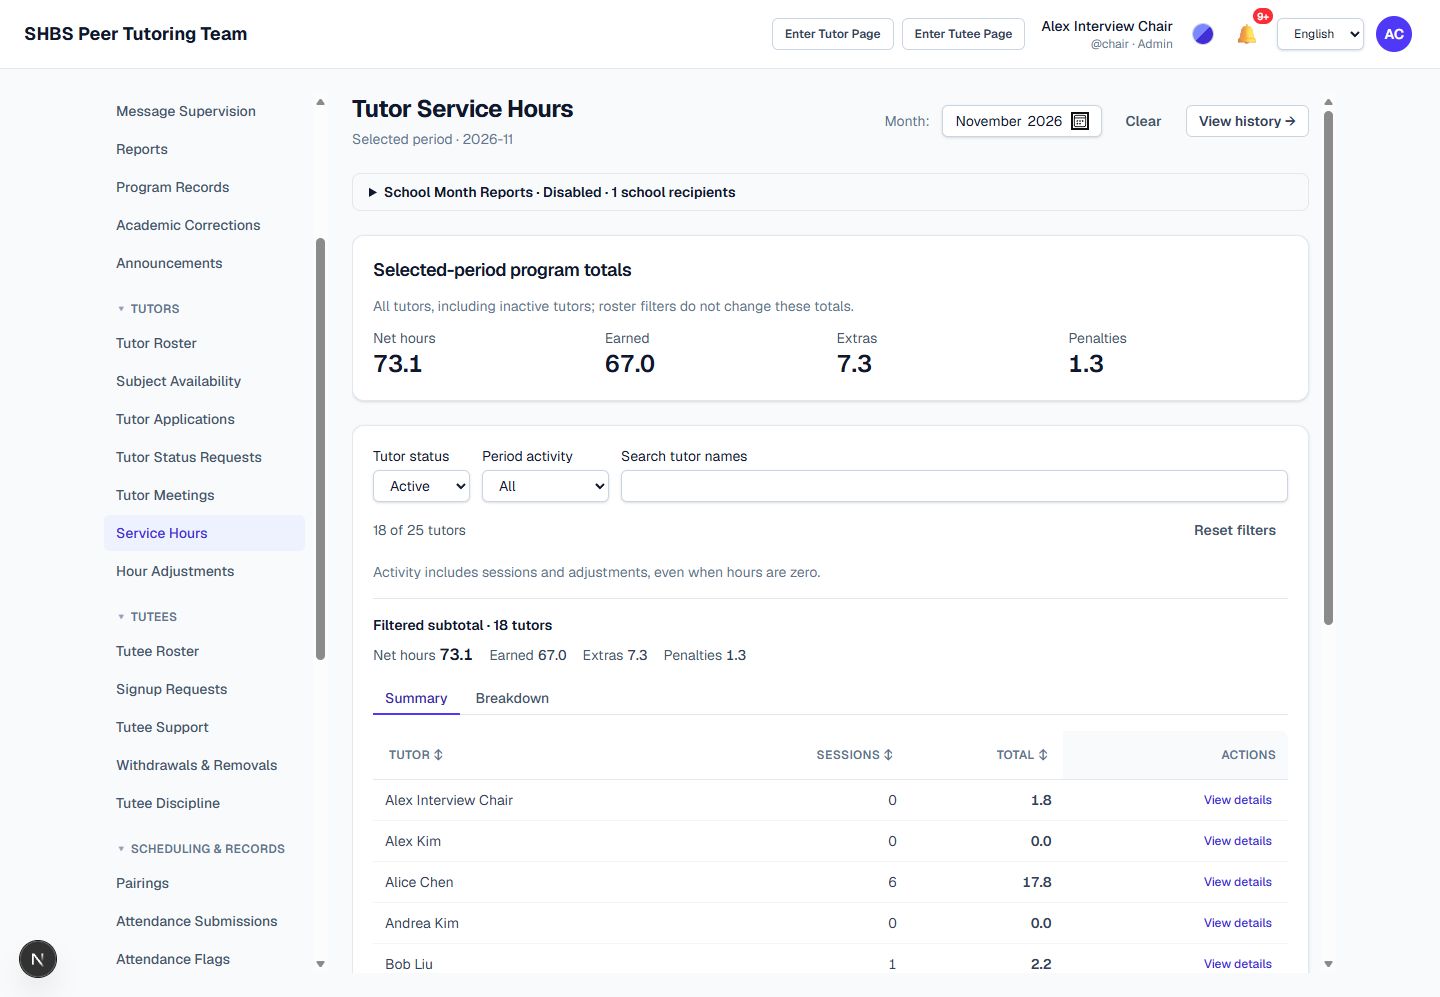 SHBS Peer Tutoring Team
Enter Tutor Page
Enter Tutee Page
Alex Interview Chair
@chair · Admin
9+
English
AC
Message Supervision
Reports
Program Records
Academic Corrections
Announcements
TUTORS
Tutor Roster
Subject Availability
Tutor Applications
Tutor Status Requests
Tutor Meetings
Service Hours
Hour Adjustments
TUTEES
Tutee Roster
Signup Requests
Tutee Support
Withdrawals & Removals
Tutee Discipline
SCHEDULING & RECORDS
Pairings
Attendance Submissions
Attendance Flags
N
Tutor Service Hours
Selected period · 2026-11
Month:
November 2026
Clear
View history →
School Month Reports · Disabled · 1 school recipients
Selected-period program totals
All tutors, including inactive tutors; roster filters do not change these totals.
Net hours Earned Extras Penalties
73.1 67.0 7.3 1.3
Tutor status Period activity Search tutor names
Active All
18 of 25 tutors Reset filters
Activity includes sessions and adjustments, even when hours are zero.
Filtered subtotal · 18 tutors
Net hours 73.1 Earned 67.0 Extras 7.3 Penalties 1.3
Summary Breakdown
TUTOR SESSIONS TOTAL ACTIONS
Alex Interview Chair 0 1.8 View details
Alex Kim 0 0.0 View details
Alice Chen 6 17.8 View details
Andrea Kim 0 0.0 View details
Bob Liu 1 2.2 View details